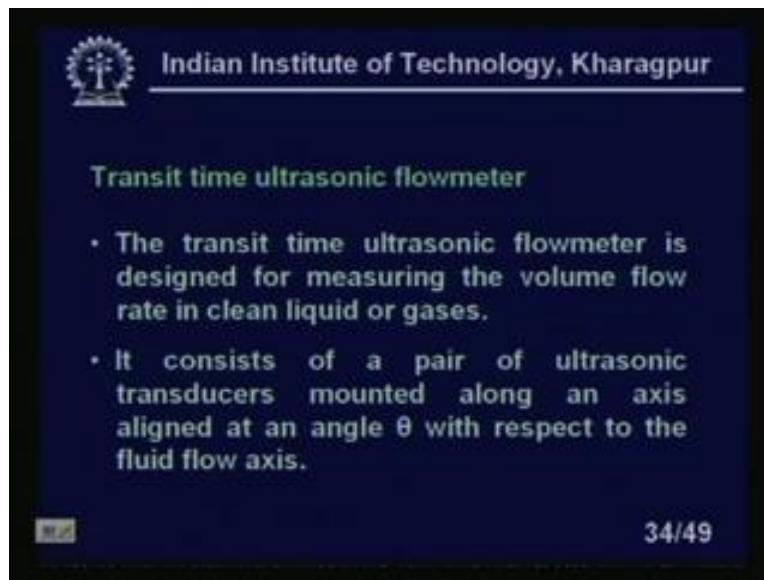 Indian Institute of Technology, Kharagpur
Transit time ultrasonic flowmeter
• The transit time ultrasonic flowmeter is
designed for measuring the volume flow
rate in clean liquid or gases.
• It consists of a pair of ultrasonic
transducers mounted along an axis
aligned at an angle θ with respect to the
fluid flow axis.
34/49